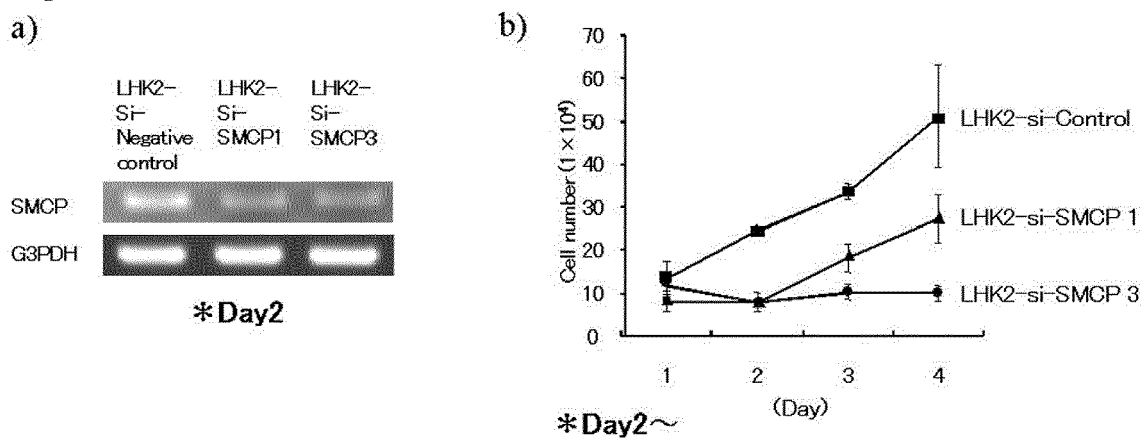 a)
LHK2- LHK2- LHK2-
Si- Si- Si-
Negative SMCP1 SMCP3
control
SMCP
G3PDH
*Day2
b)
Cell number (1×10⁴)
70
60
50
40
30
20
10
0
1 2 3 4
(Day)
LHK2-si-Control
LHK2-si-SMCP 1
LHK2-si-SMCP 3
*Day2~